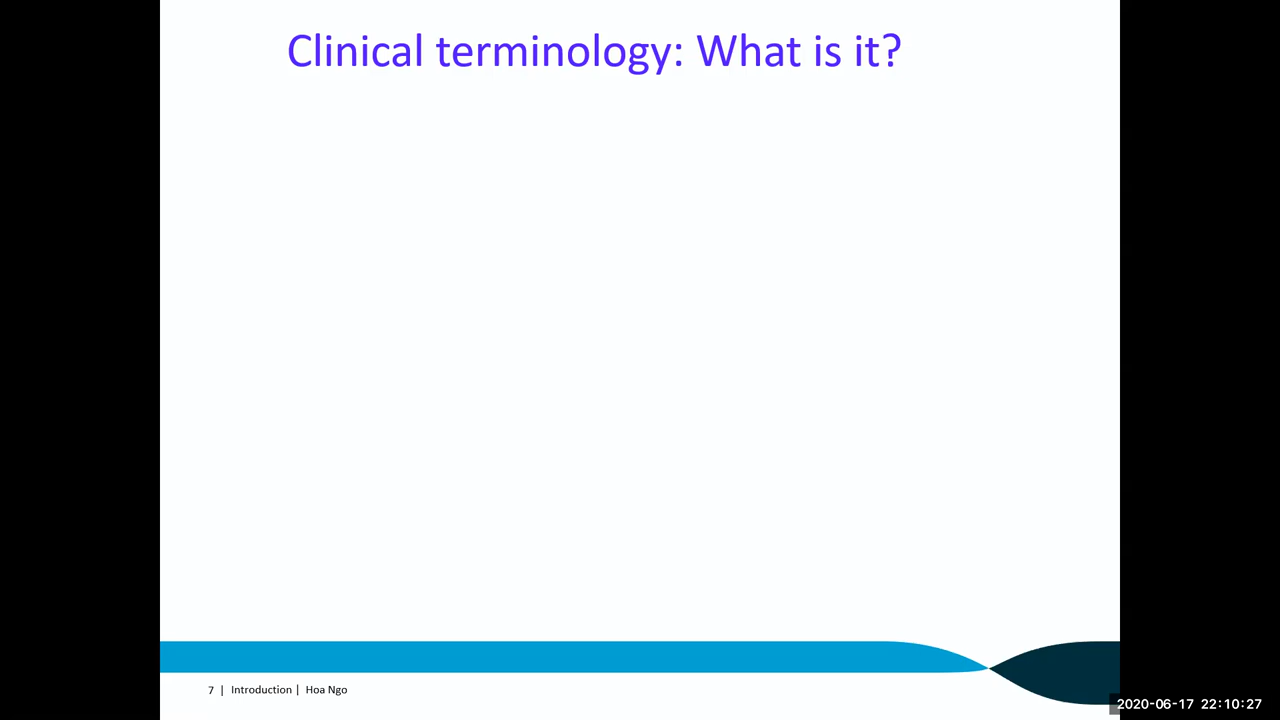 Clinical terminology: What is it?
7 | Introduction | Hoa Ngo
2020-06-17 22:10:27